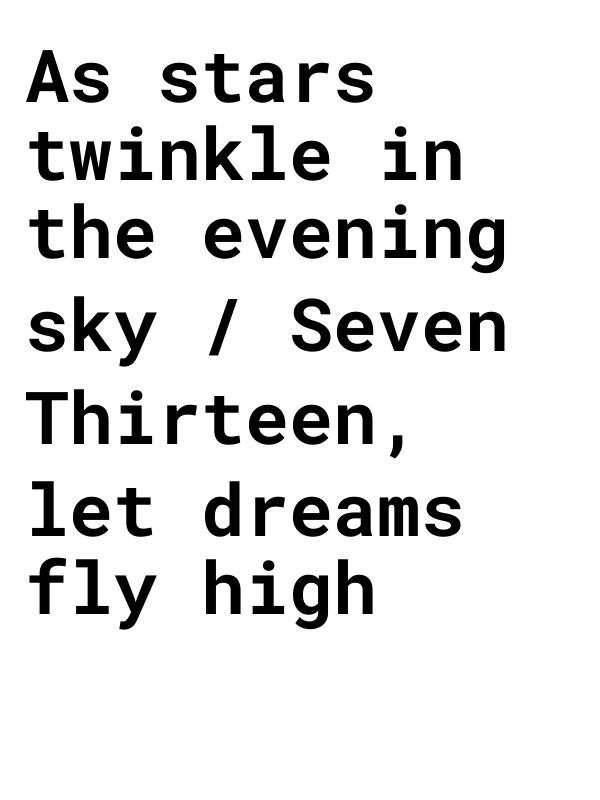 As stars
twinkle in
the evening
sky / Seven
Thirteen,
let dreams
fly high